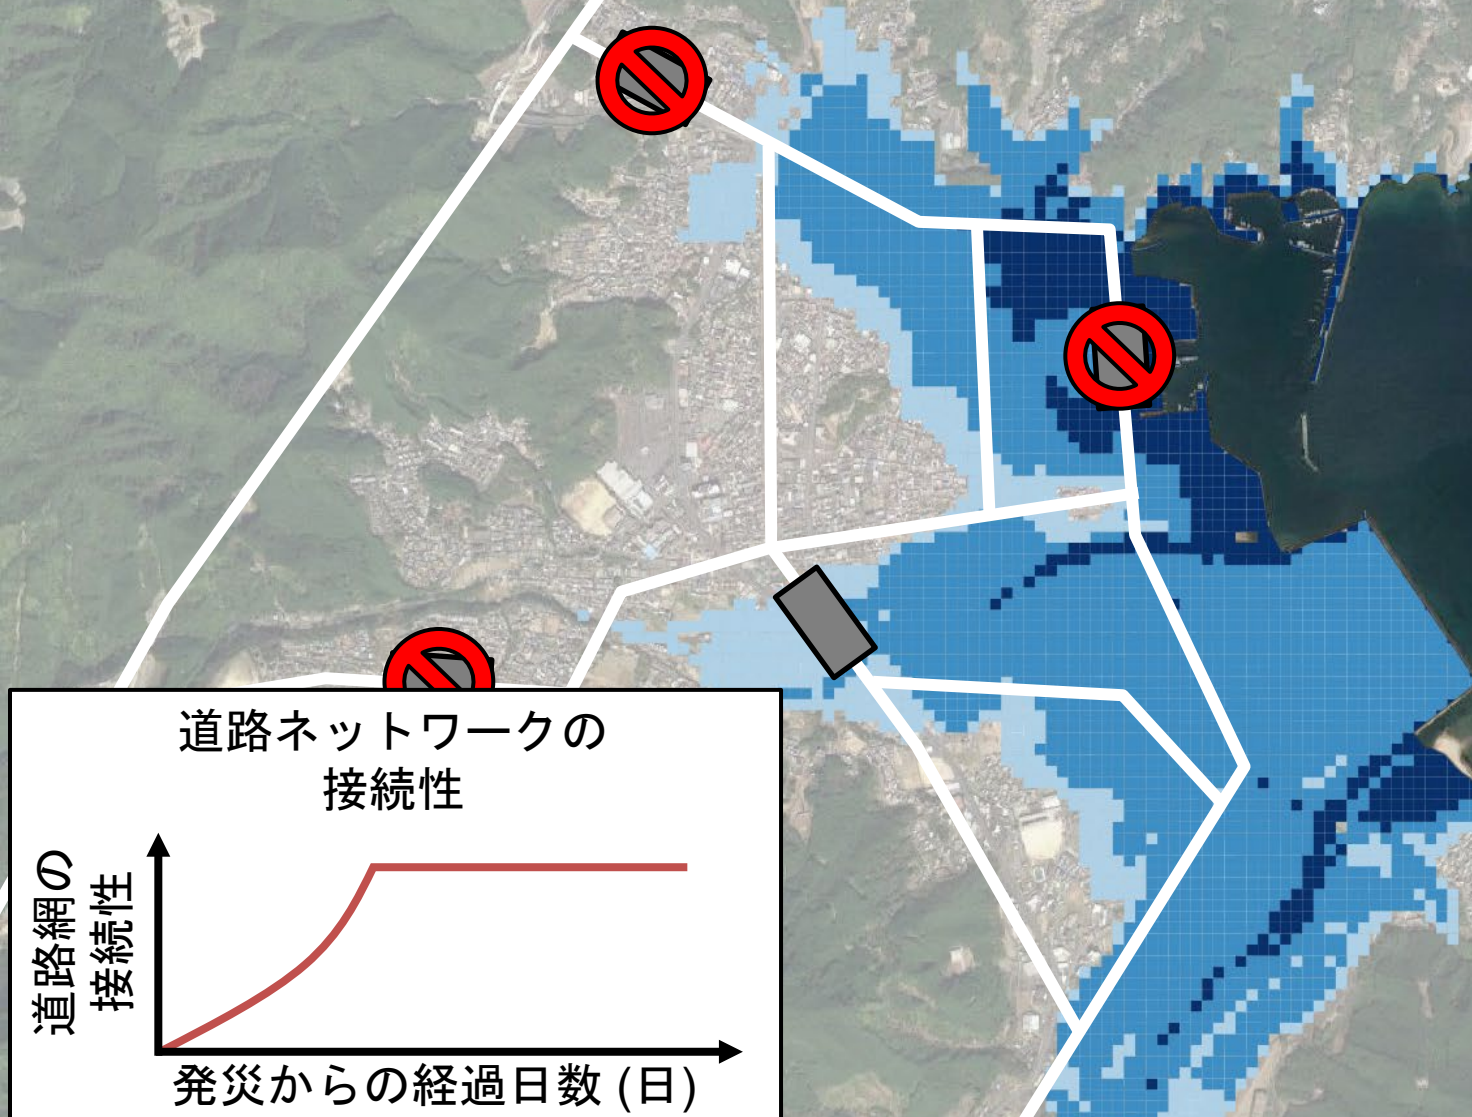 道路ネットワークの
接続性
道路網の
接続性
発災からの経過日数 (日)